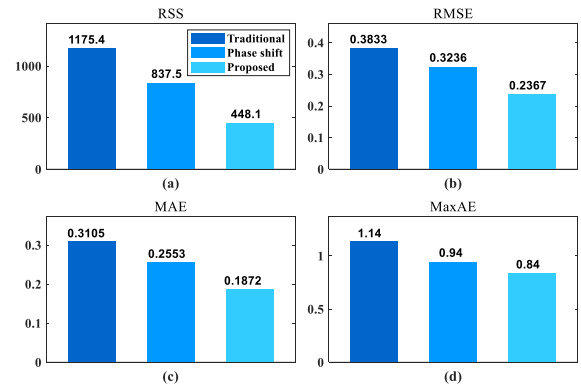 RSS
1175.4
837.5
448.1
Traditional
Phase shift
Proposed
1000
500
0
(a)
RMSE
0.3833
0.3236
0.2367
0.4
0.3
0.2
0.1
0
(b)
MAE
0.3105
0.2553
0.1872
0.3
0.2
0.1
0
(c)
MaxAE
1.14
0.94
0.84
1
0.5
0
(d)